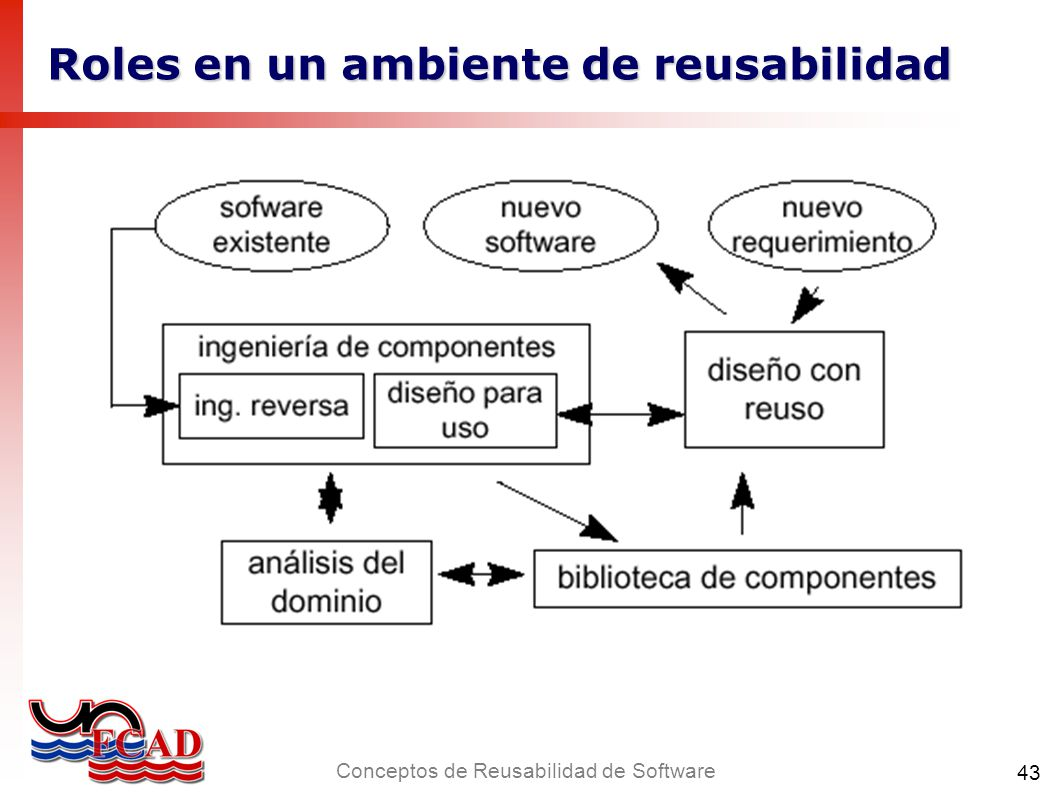 Roles en un ambiente de reusabilidad
sofware
existente
nuevo
software
nuevo
requerimiento
ingeniería de componentes
ing. reversa
diseño para
uso
diseño con
reuso
análisis del
dominio
biblioteca de componentes
un
FCAD
Conceptos de Reusabilidad de Software
43